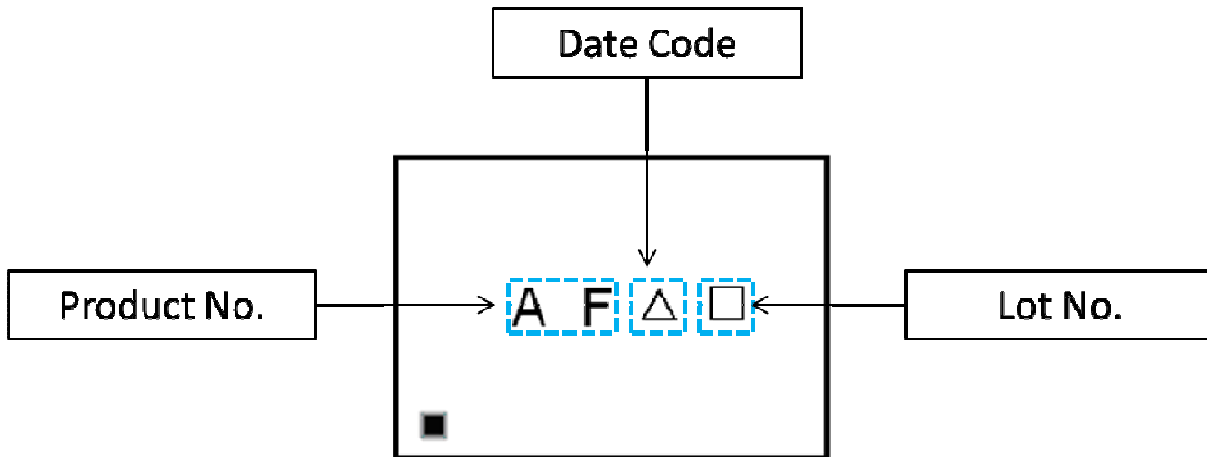 Date Code
Product No.
A F △ □
Lot No.